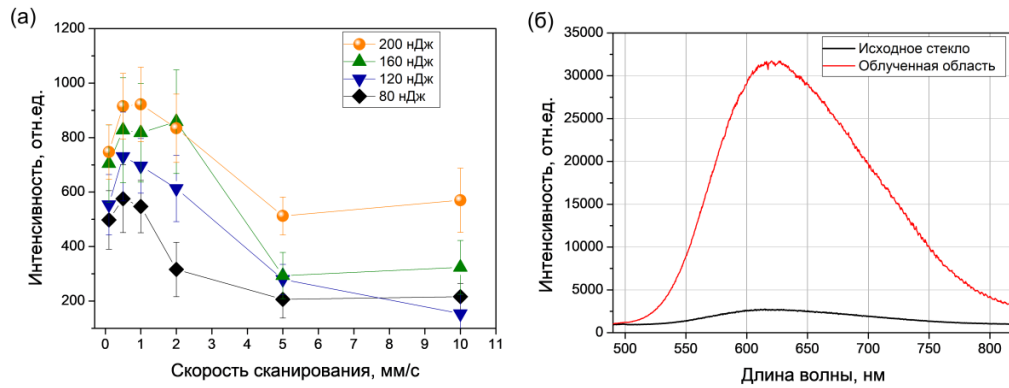 (а)
Интенсивность, отн.ед.
1200
1000
800
600
400
200
200 нДж
160 нДж
120 нДж
80 нДж
0 1 2 3 4 5 6 7 8 9 10 11
Скорость сканирования, мм/с
(б)
Интенсивность, отн.ед.
35000
30000
25000
20000
15000
10000
5000
0
Исходное стекло
Облученная область
500 550 600 650 700 750 800
Длина волны, нм